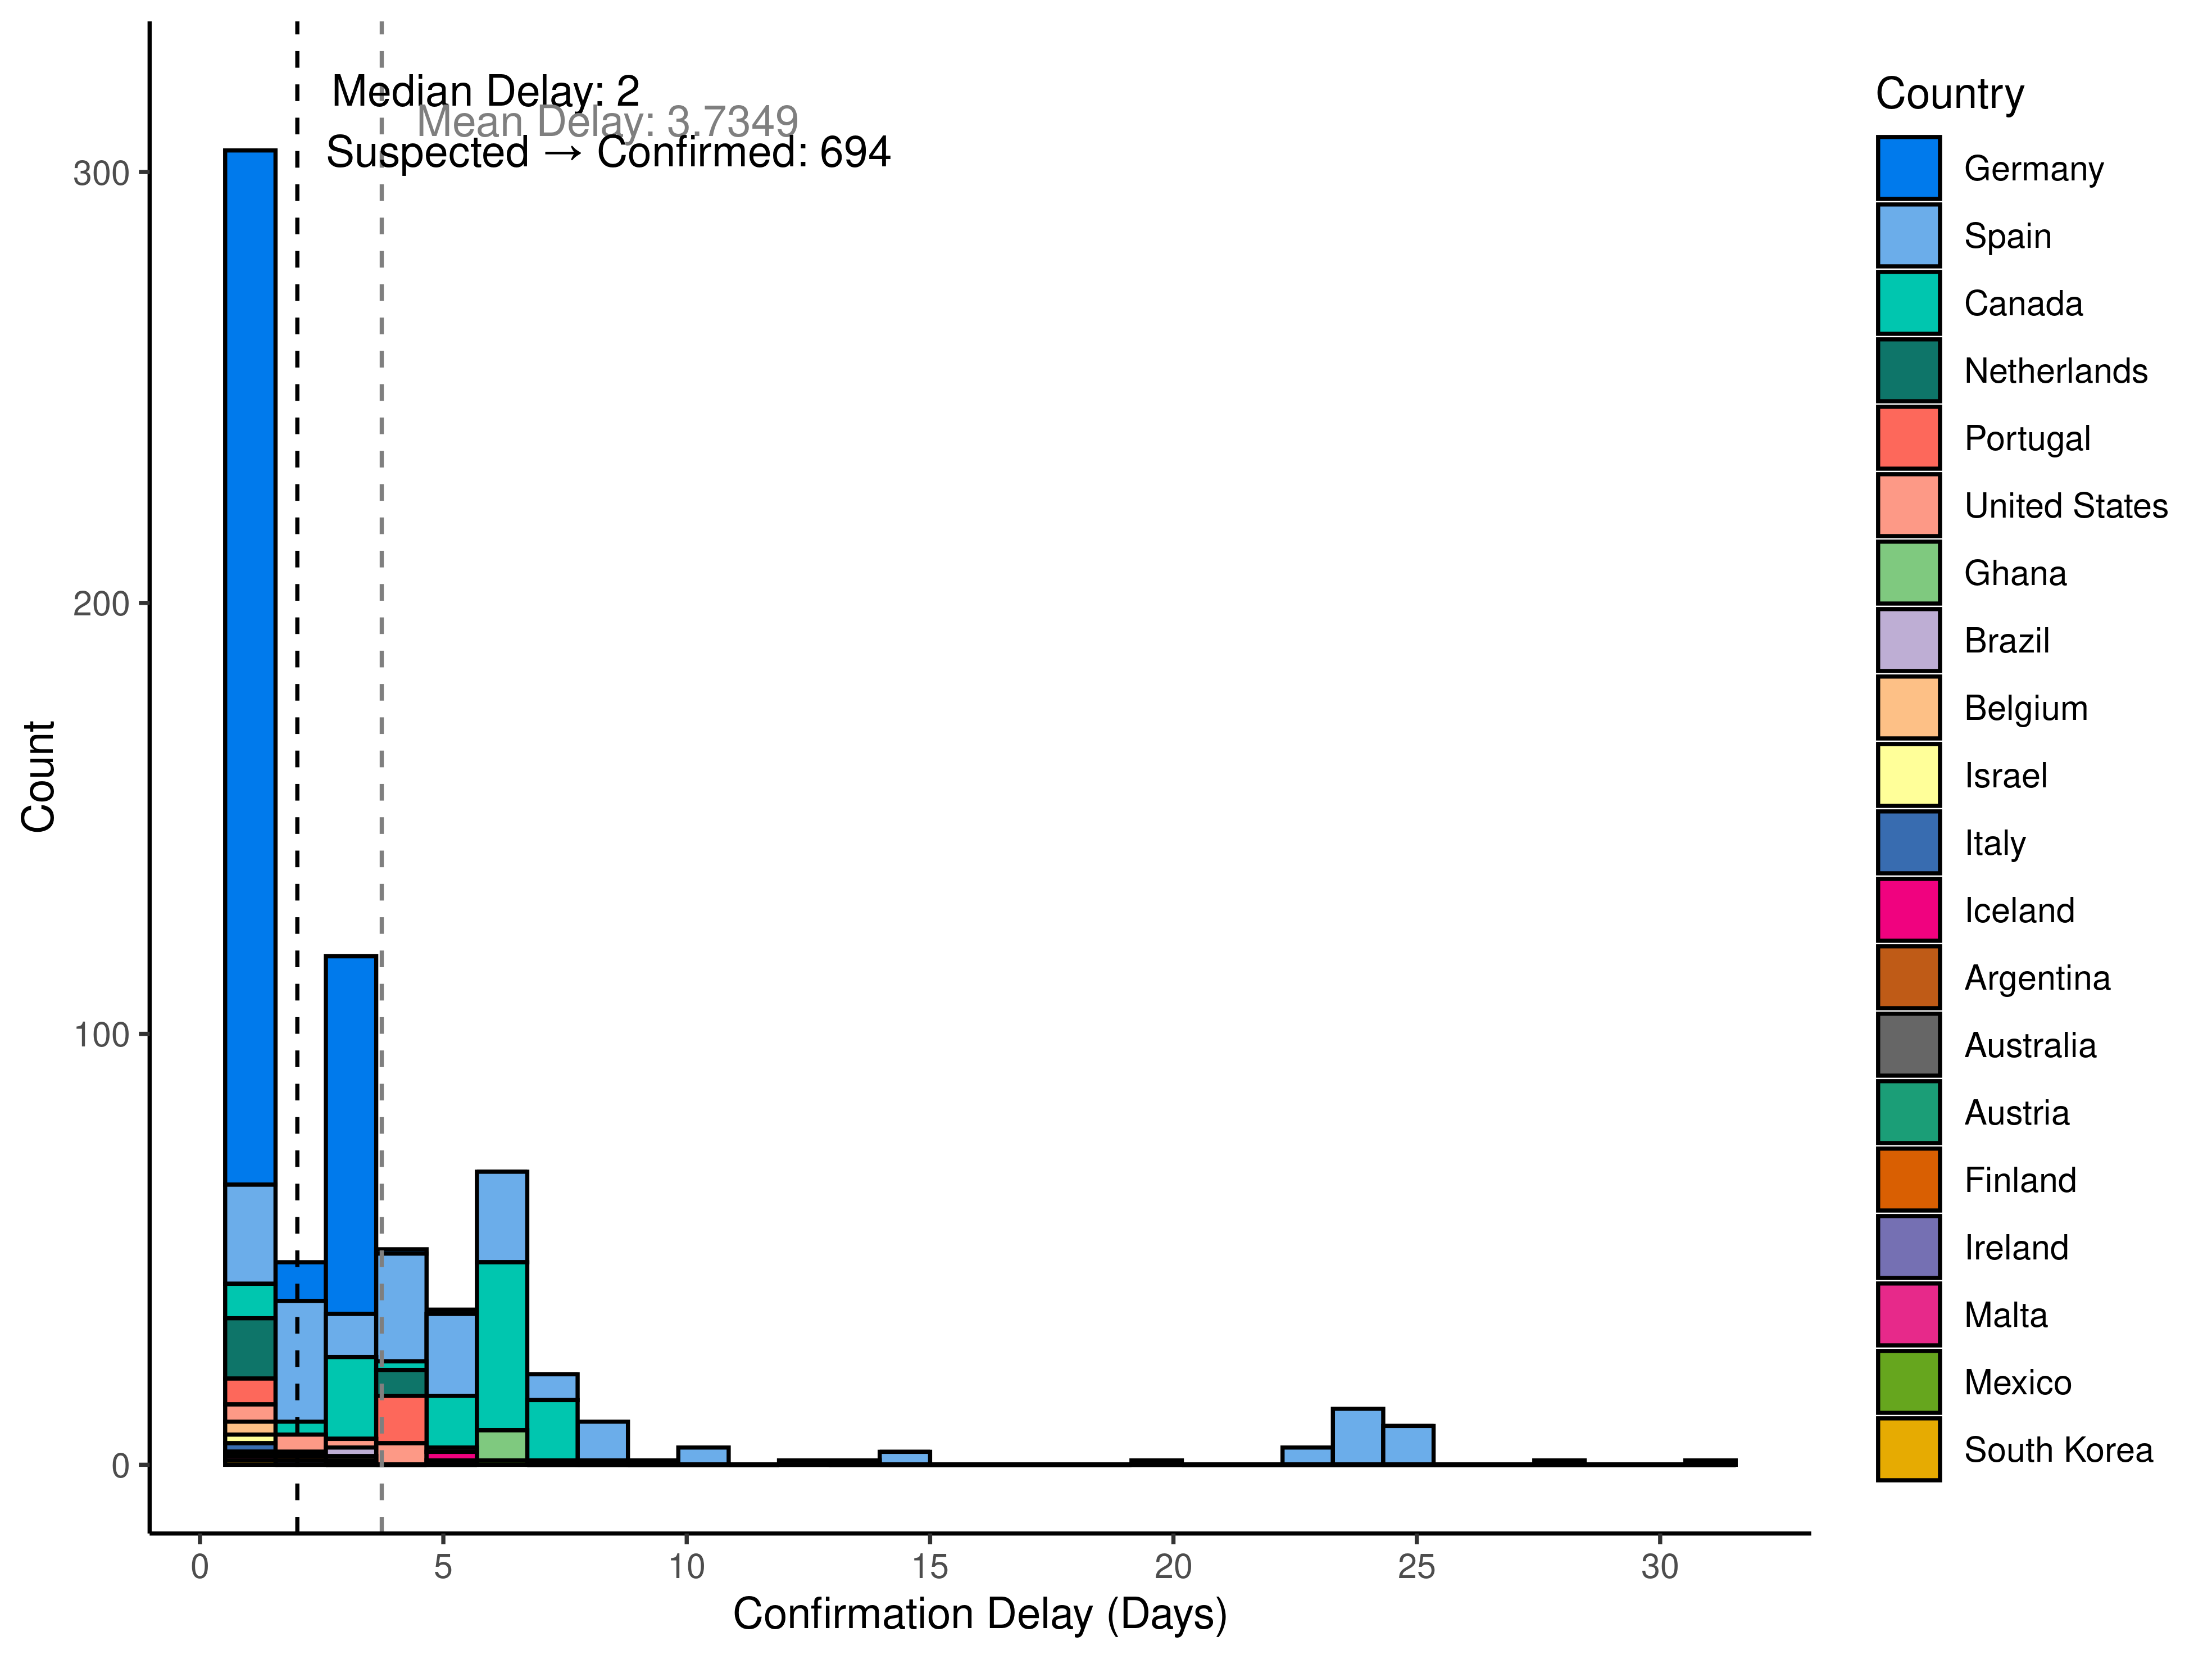 Median Delay: 2
Mean Delay: 3.7349
Suspected → Confirmed: 694
Count
300
200
100
0
0 5 10 15 20 25 30
Confirmation Delay (Days)
Country
Germany
Spain
Canada
Netherlands
Portugal
United States
Ghana
Brazil
Belgium
Israel
Italy
Iceland
Argentina
Australia
Austria
Finland
Ireland
Malta
Mexico
South Korea